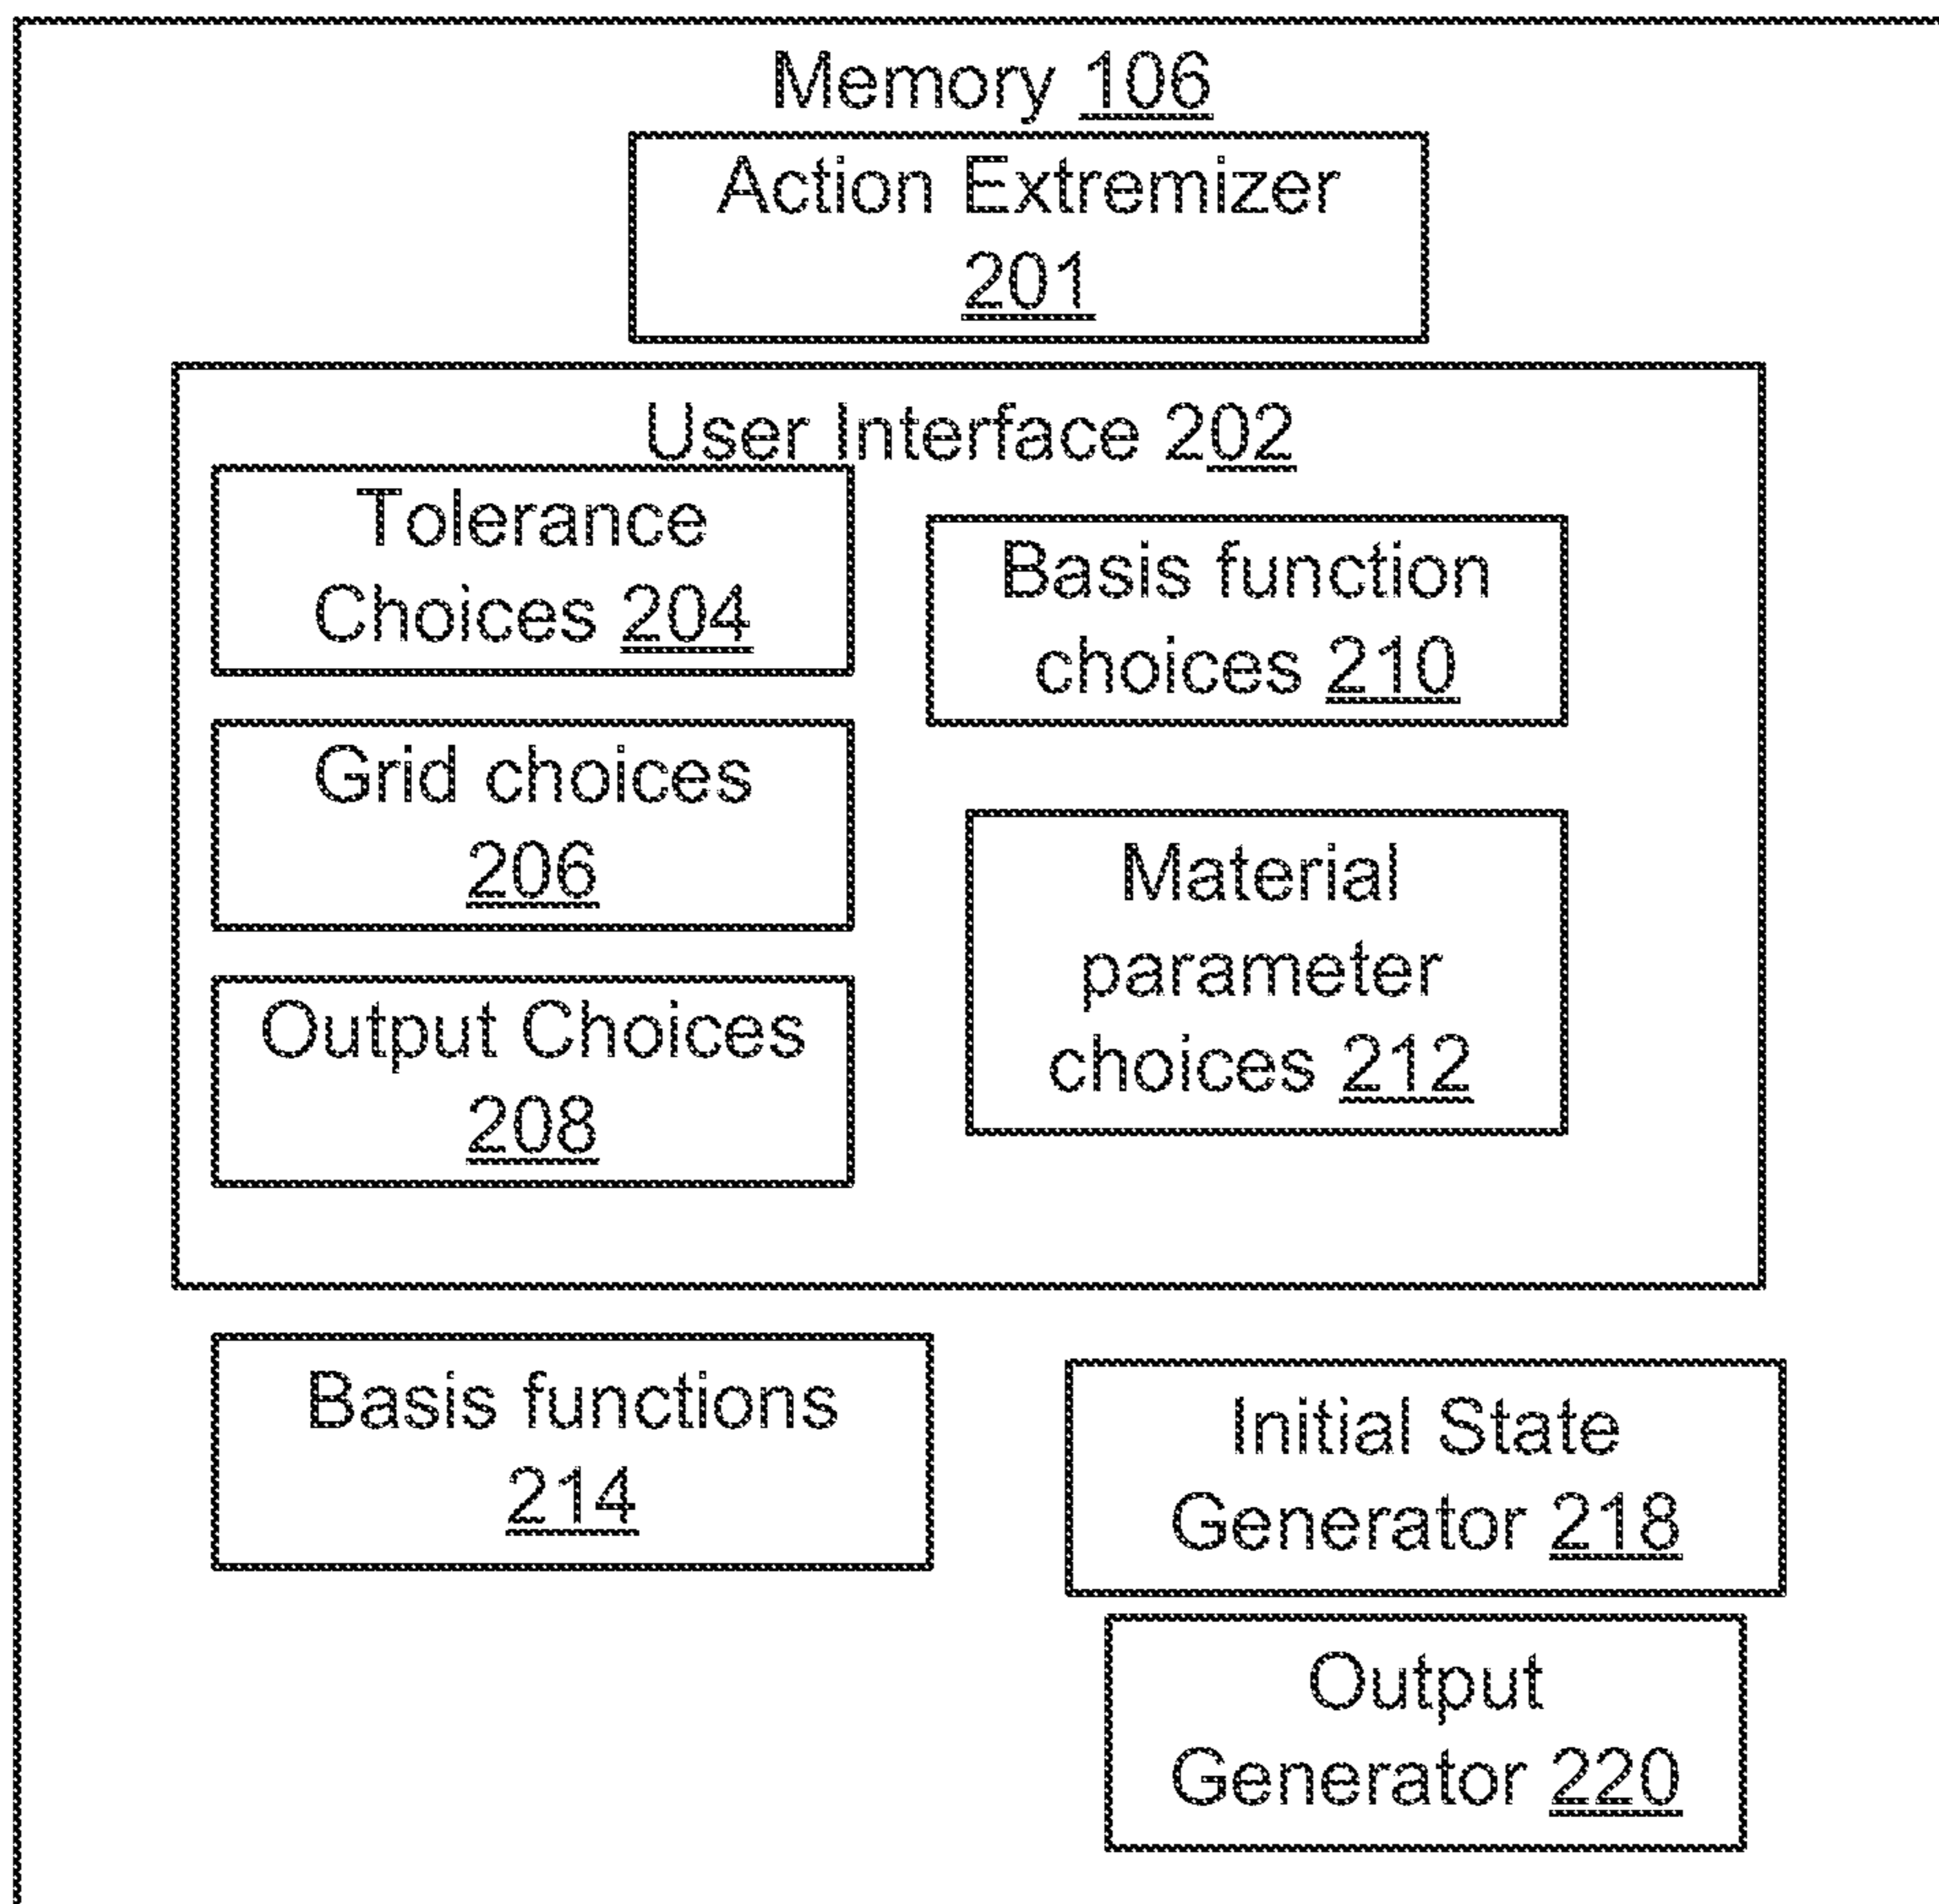 Memory 106
Action Extremizer
201
User Interface 202
Tolerance
Choices 204
Grid choices
206
Output Choices
208
Basis function
choices 210
Material
parameter
choices 212
Basis functions
214
Initial State
Generator 218
Output
Generator 220